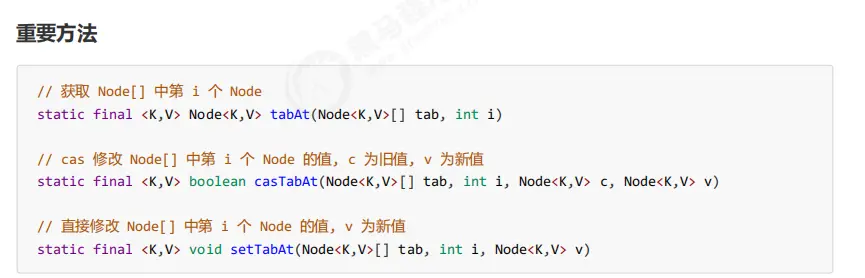 重要方法
// 获取 Node[] 中第 i 个 Node
static final <K,V> Node<K,V> tabAt(Node<K,V>[] tab, int i)
// cas 修改 Node[] 中第 i 个 Node 的值, c 为旧值, v 为新值
static final <K,V> boolean casTabAt(Node<K,V>[] tab, int i, Node<K,V> c, Node<K,V> v)
// 直接修改 Node[] 中第 i 个 Node 的值, v 为新值
static final <K,V> void setTabAt(Node<K,V>[] tab, int i, Node<K,V> v)